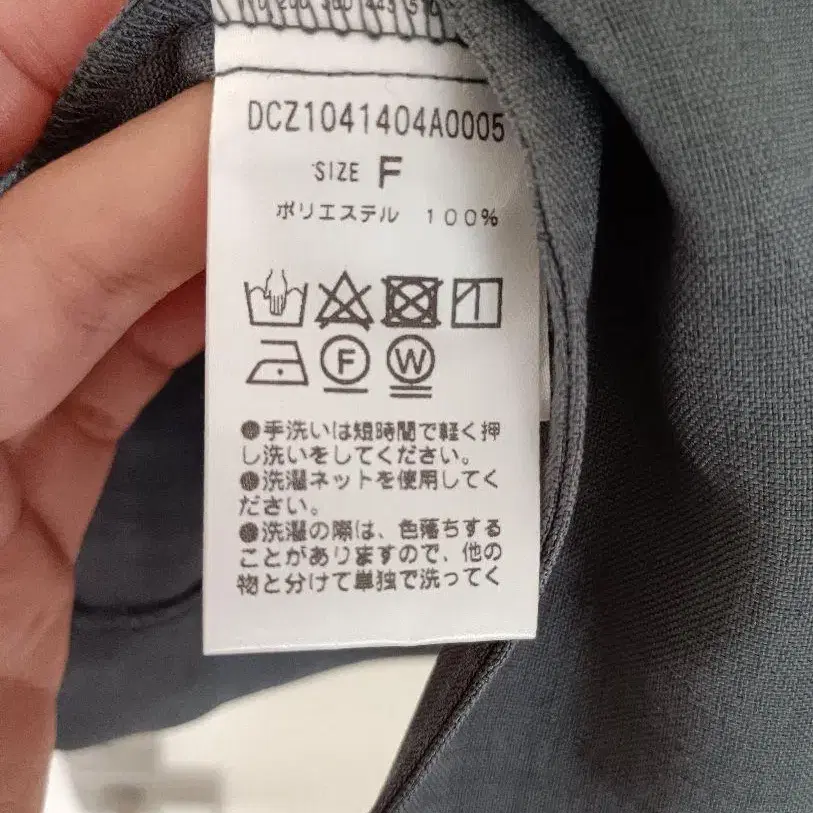 DCZ1041404A0005
SIZE F
ポリエステル 100%
F W
●手洗いは短時間で軽く押
し洗いをしてください。
●洗濯ネットを使用してく
ださい。
●洗濯の際は、色落ちする
ことがありますので、他の
物と分けて単独で洗ってく